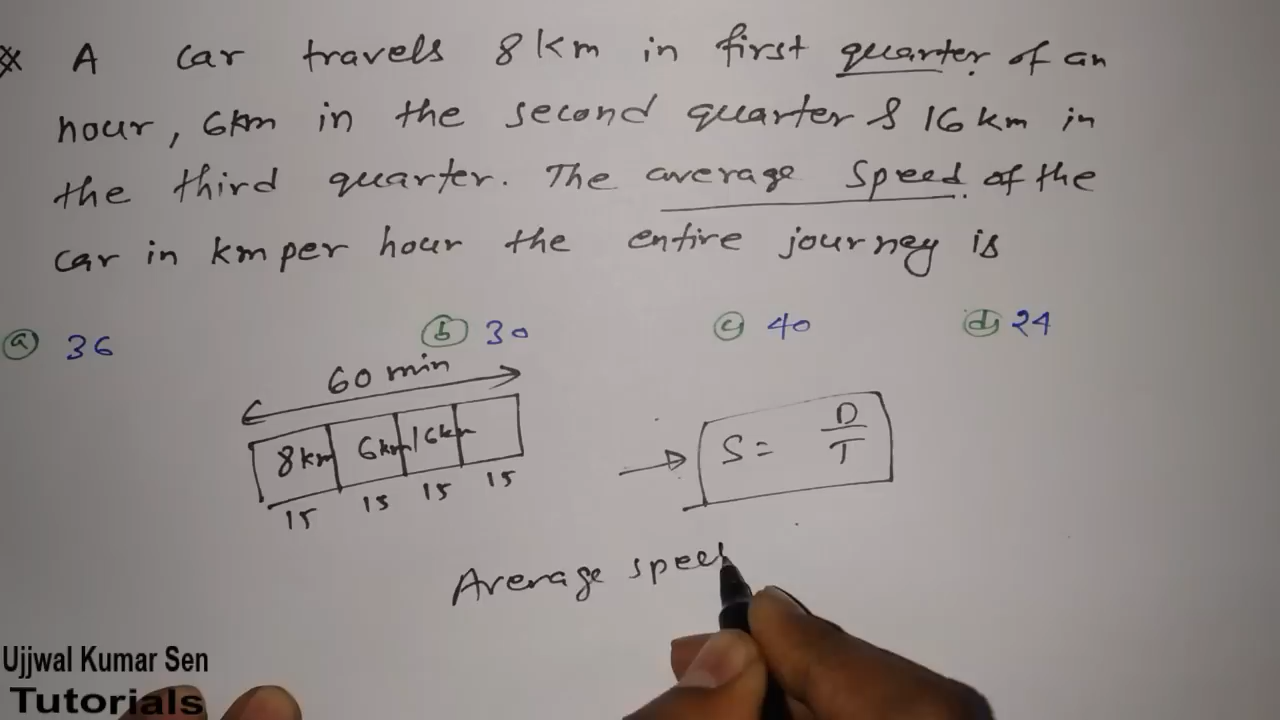 A car travels 8 km in first quarter of an
hour, 6km in the second quarter & 16 km in
the third quarter. The average speed of the
car in km per hour the entire journey is
(a) 36 (b) 30 (c) 40 (d) 24
60 min
8km 6km 16km
15 15 15 15
S = D/T
Average speed
Ujjwal Kumar Sen
Tutorials